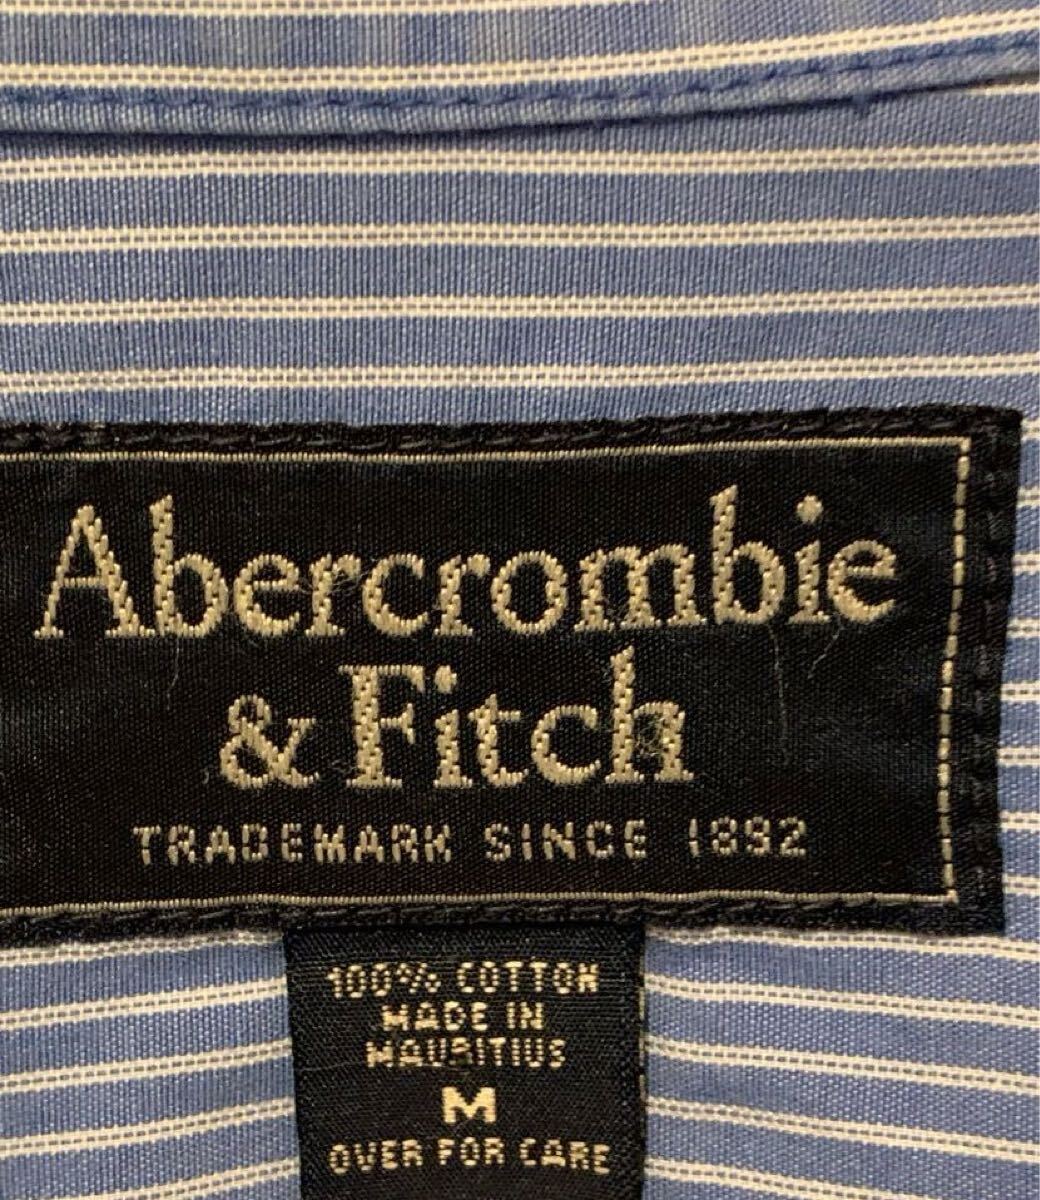 Abercrombie
& Fitch
TRADEMARK SINCE 1892
100% COTTON
MADE IN
MAURITIUS
M
OVER FOR CARE